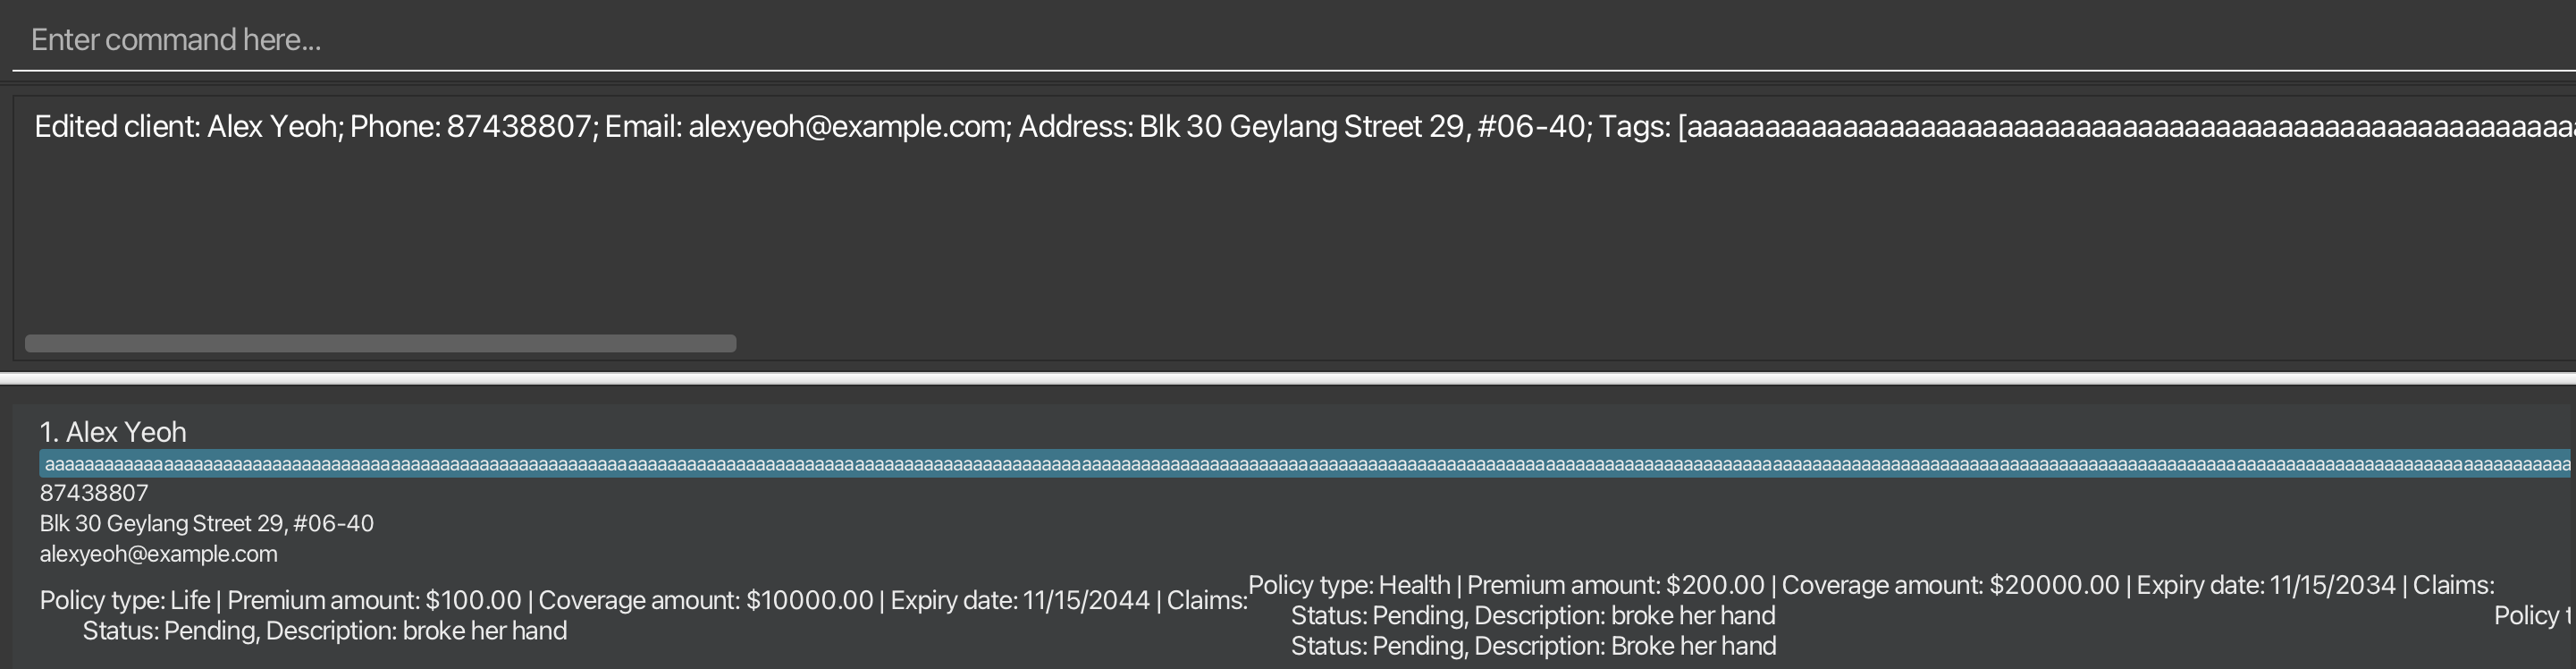 Enter command here...
Edited client: Alex Yeoh; Phone: 87438807; Email: alexyeoh@example.com; Address: Blk 30 Geylang Street 29, #06-40; Tags:
1. Alex Yeoh
87438807
Blk 30 Geylang Street 29, #06-40
alexyeoh@example.com
Policy type: Life | Premium amount: $100.00 | Coverage amount: $10000.00 | Expiry date: 11/15/2044 | Claims:
Status: Pending, Description: broke her hand
Policy type: Health | Premium amount: $200.00 | Coverage amount: $20000.00 | Expiry date: 11/15/2034 | Claims:
Status: Pending, Description: broke her hand
Status: Pending, Description: Broke her hand
Policy